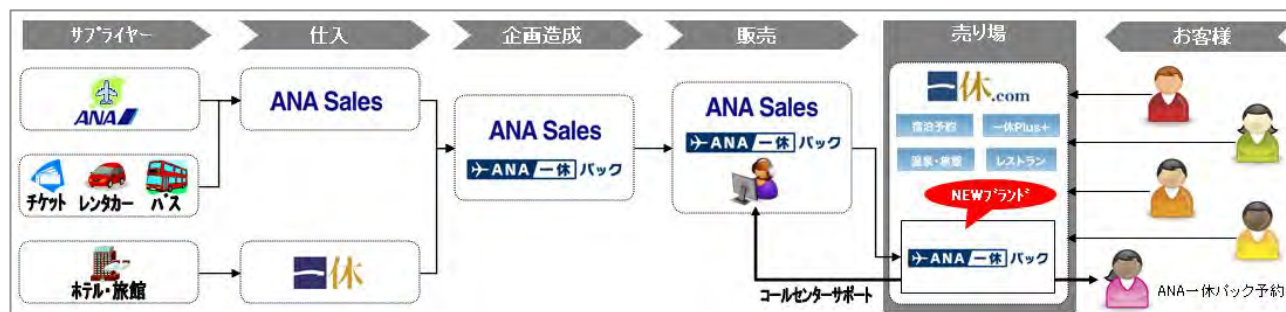 サプライヤー
仕入
企画造成
販売
売り場
お客様
ANA
チケット レンタカー バス
ホテル・旅館
ANA Sales
一休
ANA Sales
ANA 一休 パック
ANA Sales
ANA 一休 パック
コールセンターサポート
一休.com
宿泊予約 一休Plus+
温泉・旅館 レストラン
NEWブランド
ANA 一休 パック
ANA一休パック予約